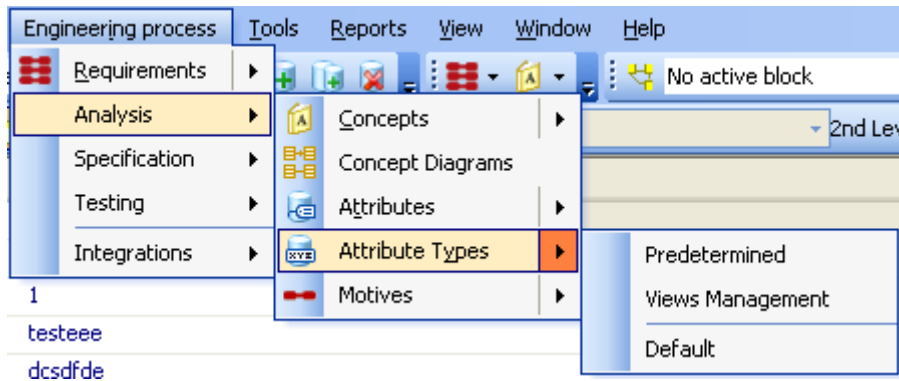 Engineering process Tools Reports View Window Help
Requirements
No active block
Analysis
Concepts
2nd Lev
Specification
Concept Diagrams
Testing
Attributes
Integrations
Attribute Types
Predetermined
1
Motives
Views Management
testeee
Default
dcsdfde